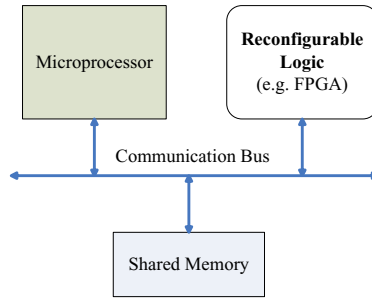 Microprocessor
Reconfigurable
Logic
(e.g. FPGA)
Communication Bus
Shared Memory